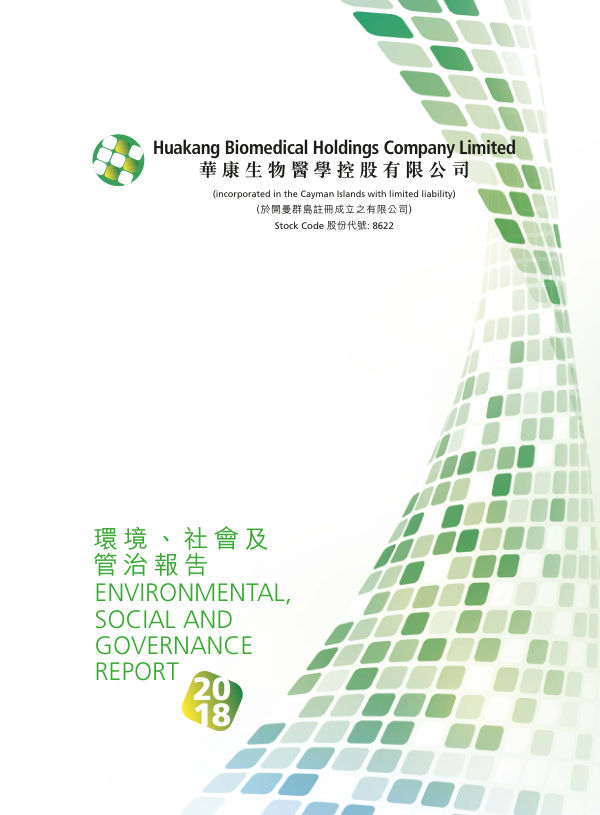 Huakang Biomedical Holdings Company Limited
華康生物醫學控股有限公司
(incorporated in the Cayman Islands with limited liability)
(於開曼群島註冊成立之有限公司)
Stock Code 股份代號: 8622
環境、社會及
管治報告
ENVIRONMENTAL,
SOCIAL AND
GOVERNANCE
REPORT
20
18